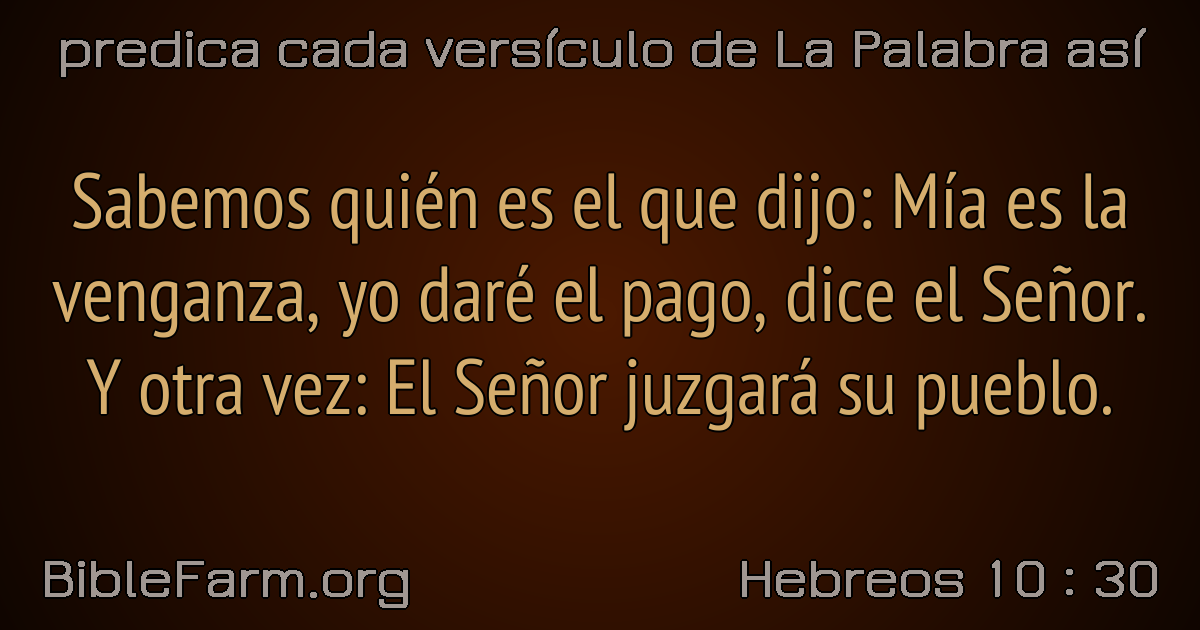 predica cada versículo de La Palabra así
Sabemos quién es el que dijo: Mía es la
venganza, yo daré el pago, dice el Señor.
Y otra vez: El Señor juzgará su pueblo.
BibleFarm.org
Hebreos 10 : 30